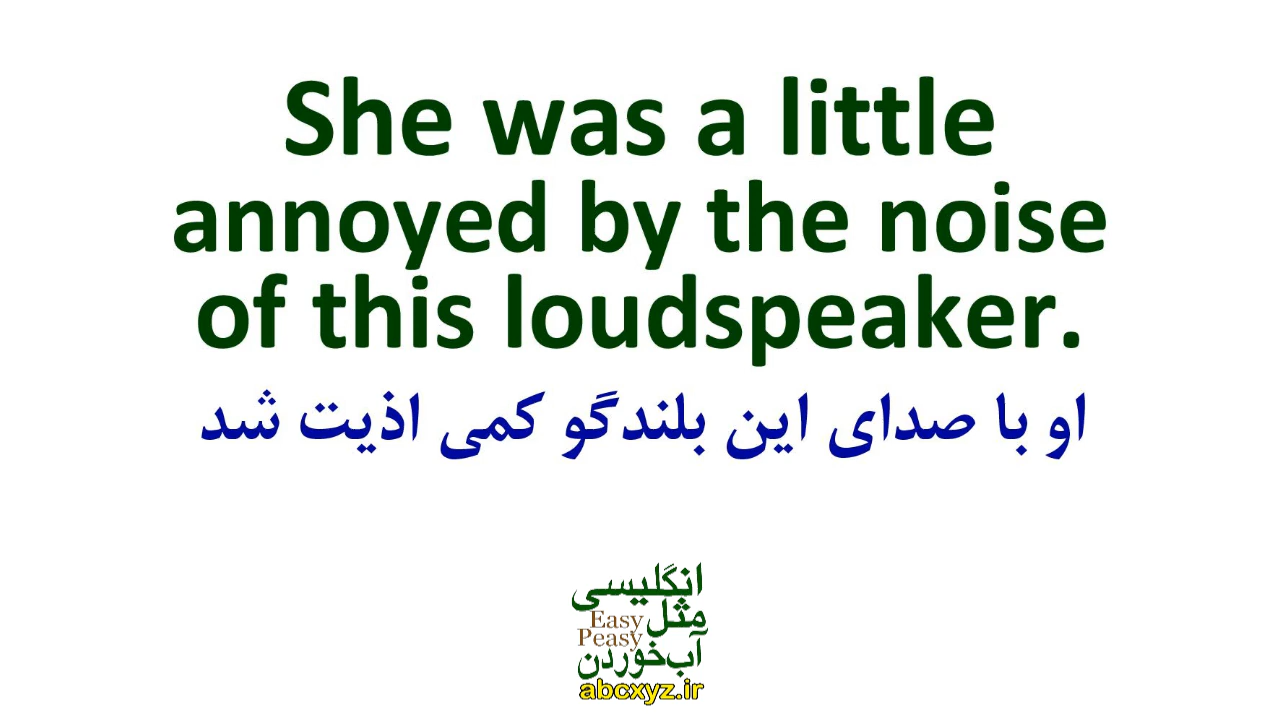 She was a little
annoyed by the noise
of this loudspeaker.
او با صدای این بلندگو کمی اذیت شد
انگلیسی
مثل
Easy
Peasy
آب‌خوردن
abcxyz.ir